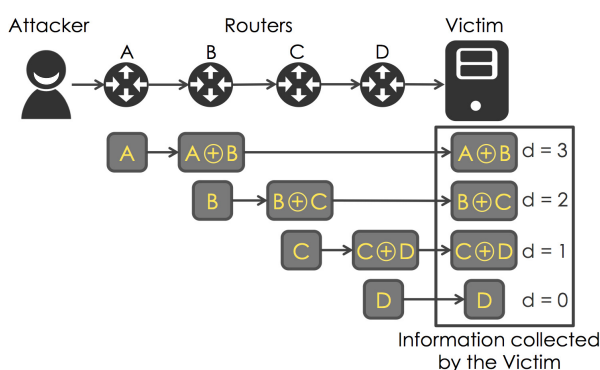 Attacker Routers Victim
A B C D
A A⊕B A⊕B d = 3
B B⊕C B⊕C d = 2
C C⊕D C⊕D d = 1
D D d = 0
Information collected
by the Victim